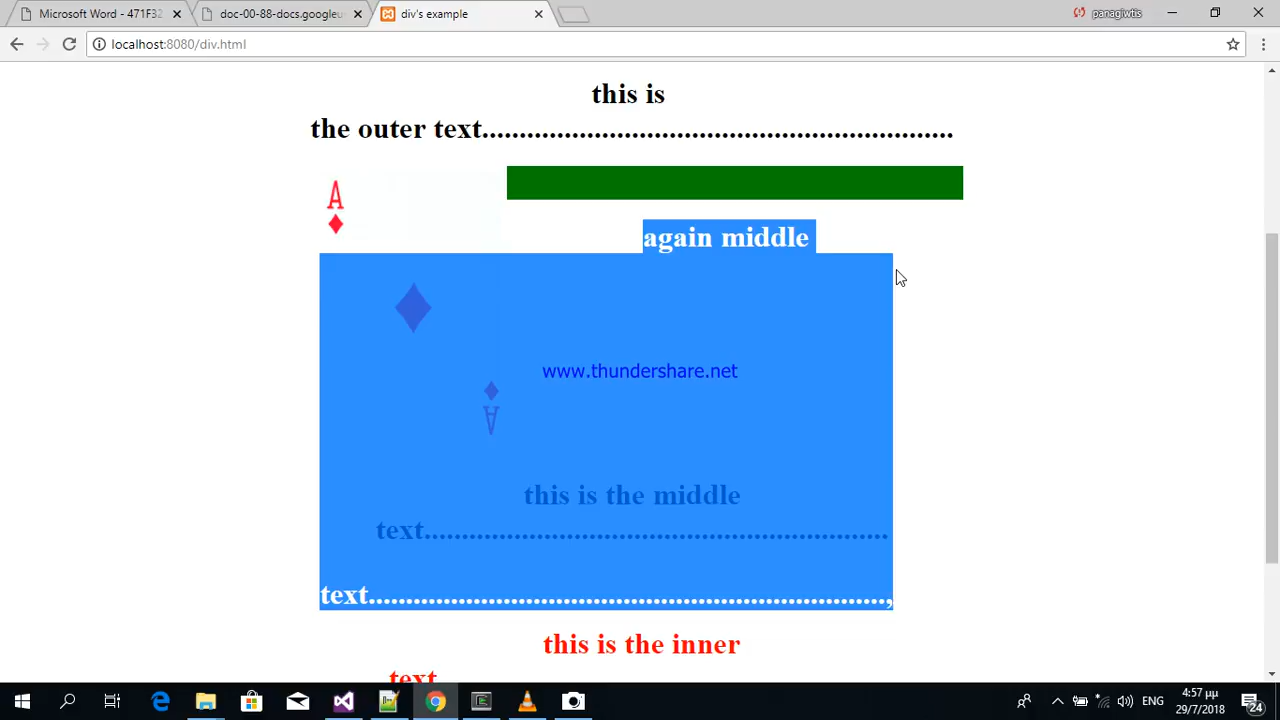 Microsoft Word - 471F32
doc-00-88-docs.googleu
div's example
panagiwtis
localhost:8080/div.html
this is
the outer text...............................................................
A
again middle
www.thundershare.net
A
this is the middle
text..............................................................
text.....................................................................,
this is the inner
text
ENG
4:57 μμ
29/7/2018
24